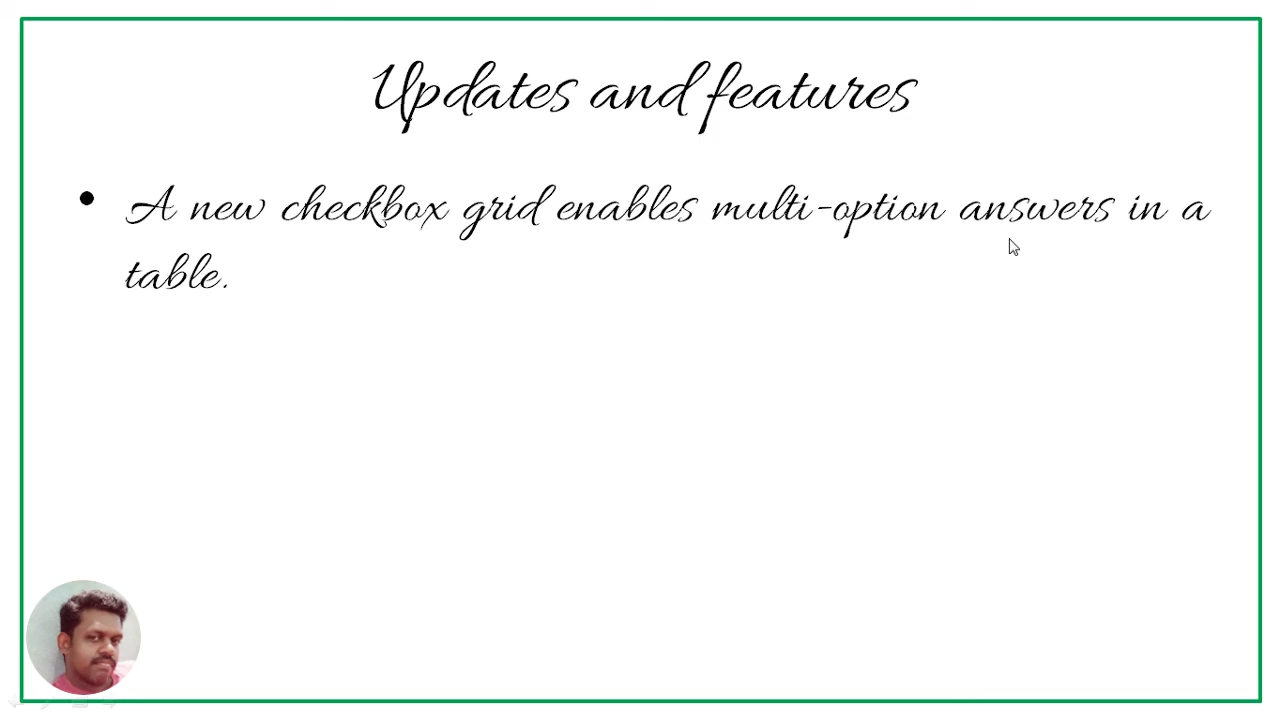 Updates and features
• A new checkbox grid enables multi-option answers in a
table.